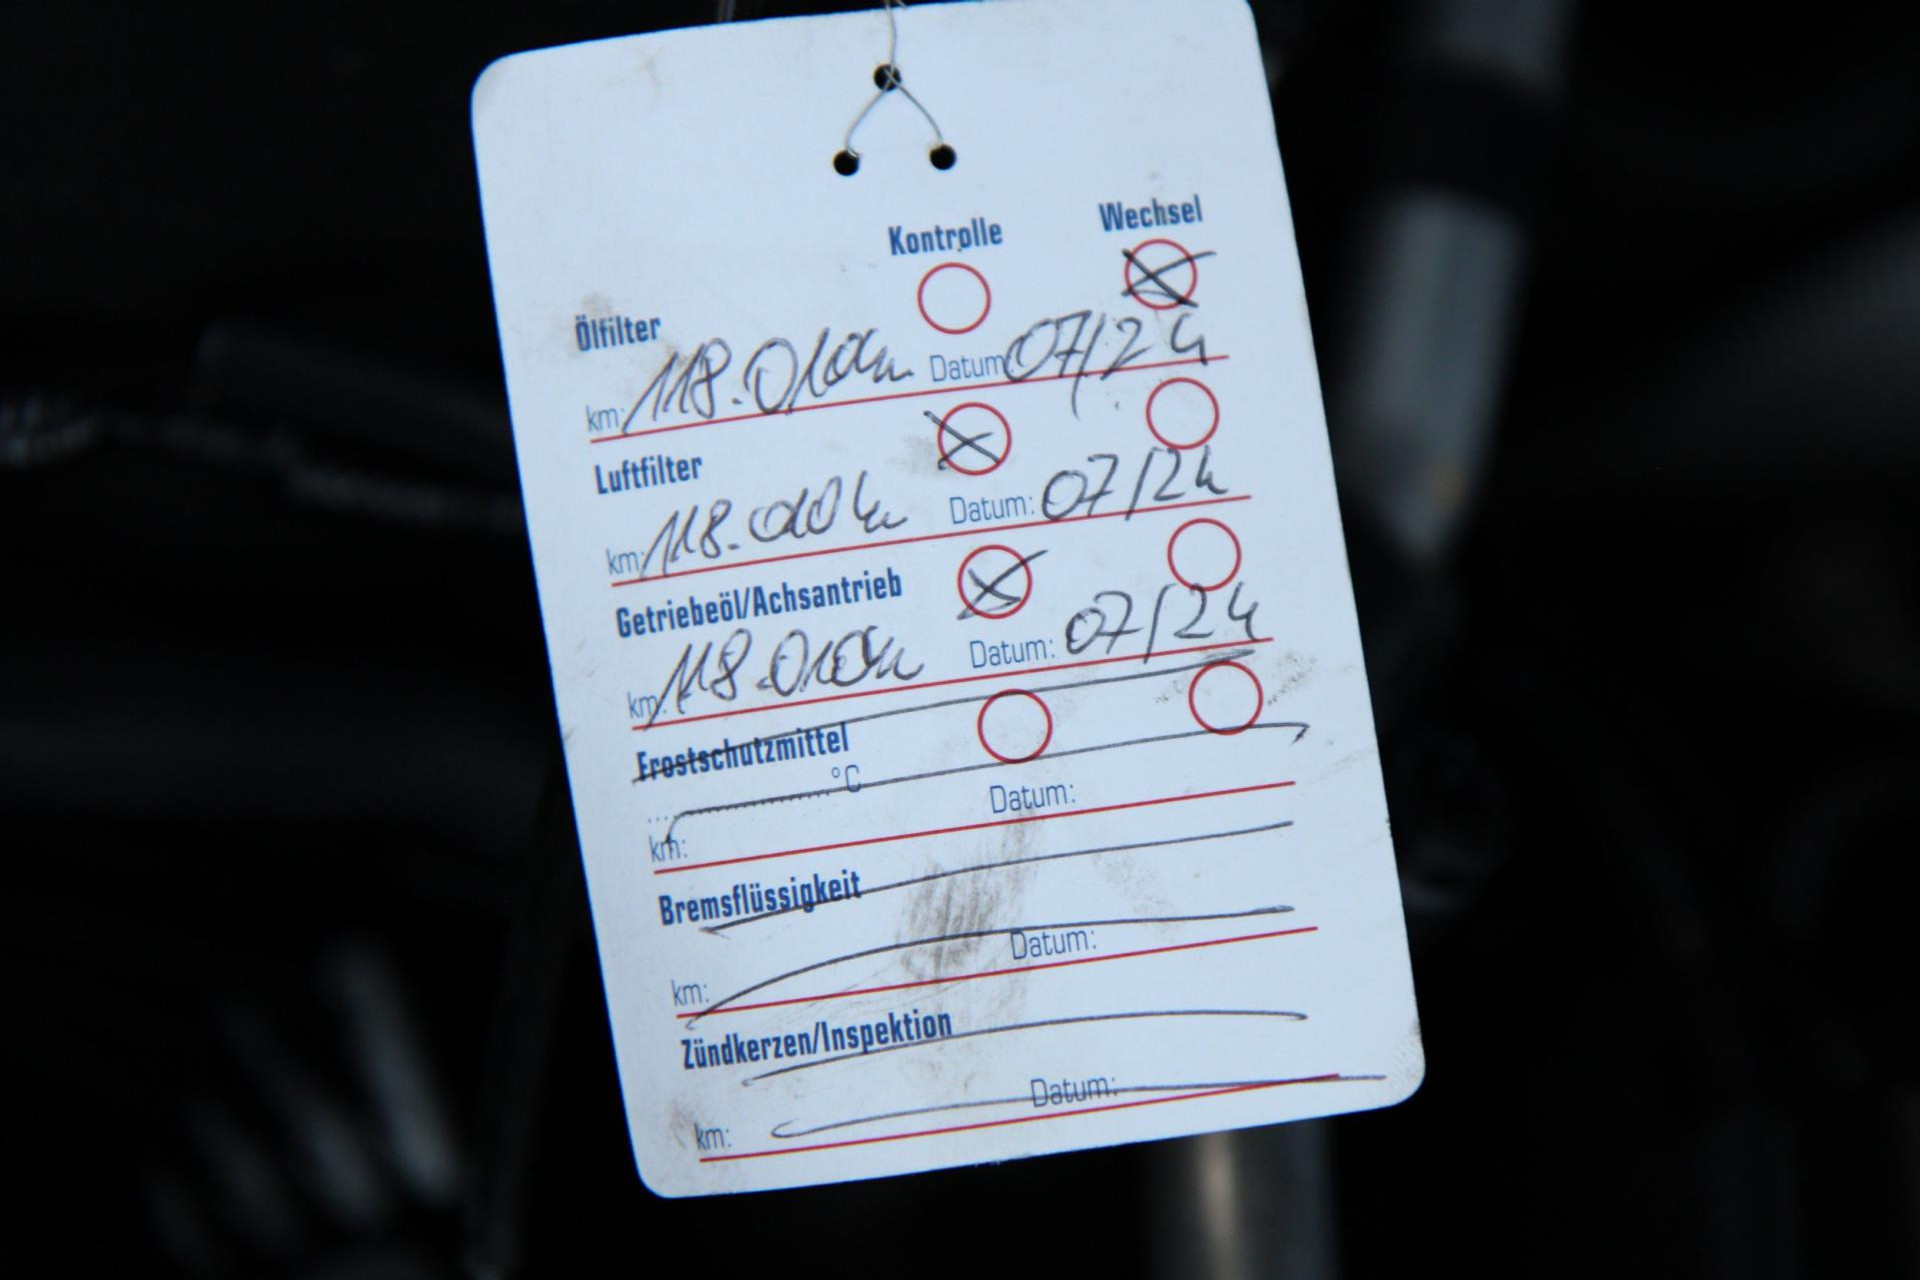 Kontrolle Wechsel
Ölfilter
km: 118.010km Datum: 07/24
Luftfilter
km: 118.010km Datum: 07/24
Getriebeöl/Achsantrieb
km: 118.010km Datum: 07/24
Frostschutzmittel
....................°C
km: Datum:
Bremsflüssigkeit
km: Datum:
Zündkerzen/Inspektion
km: Datum: